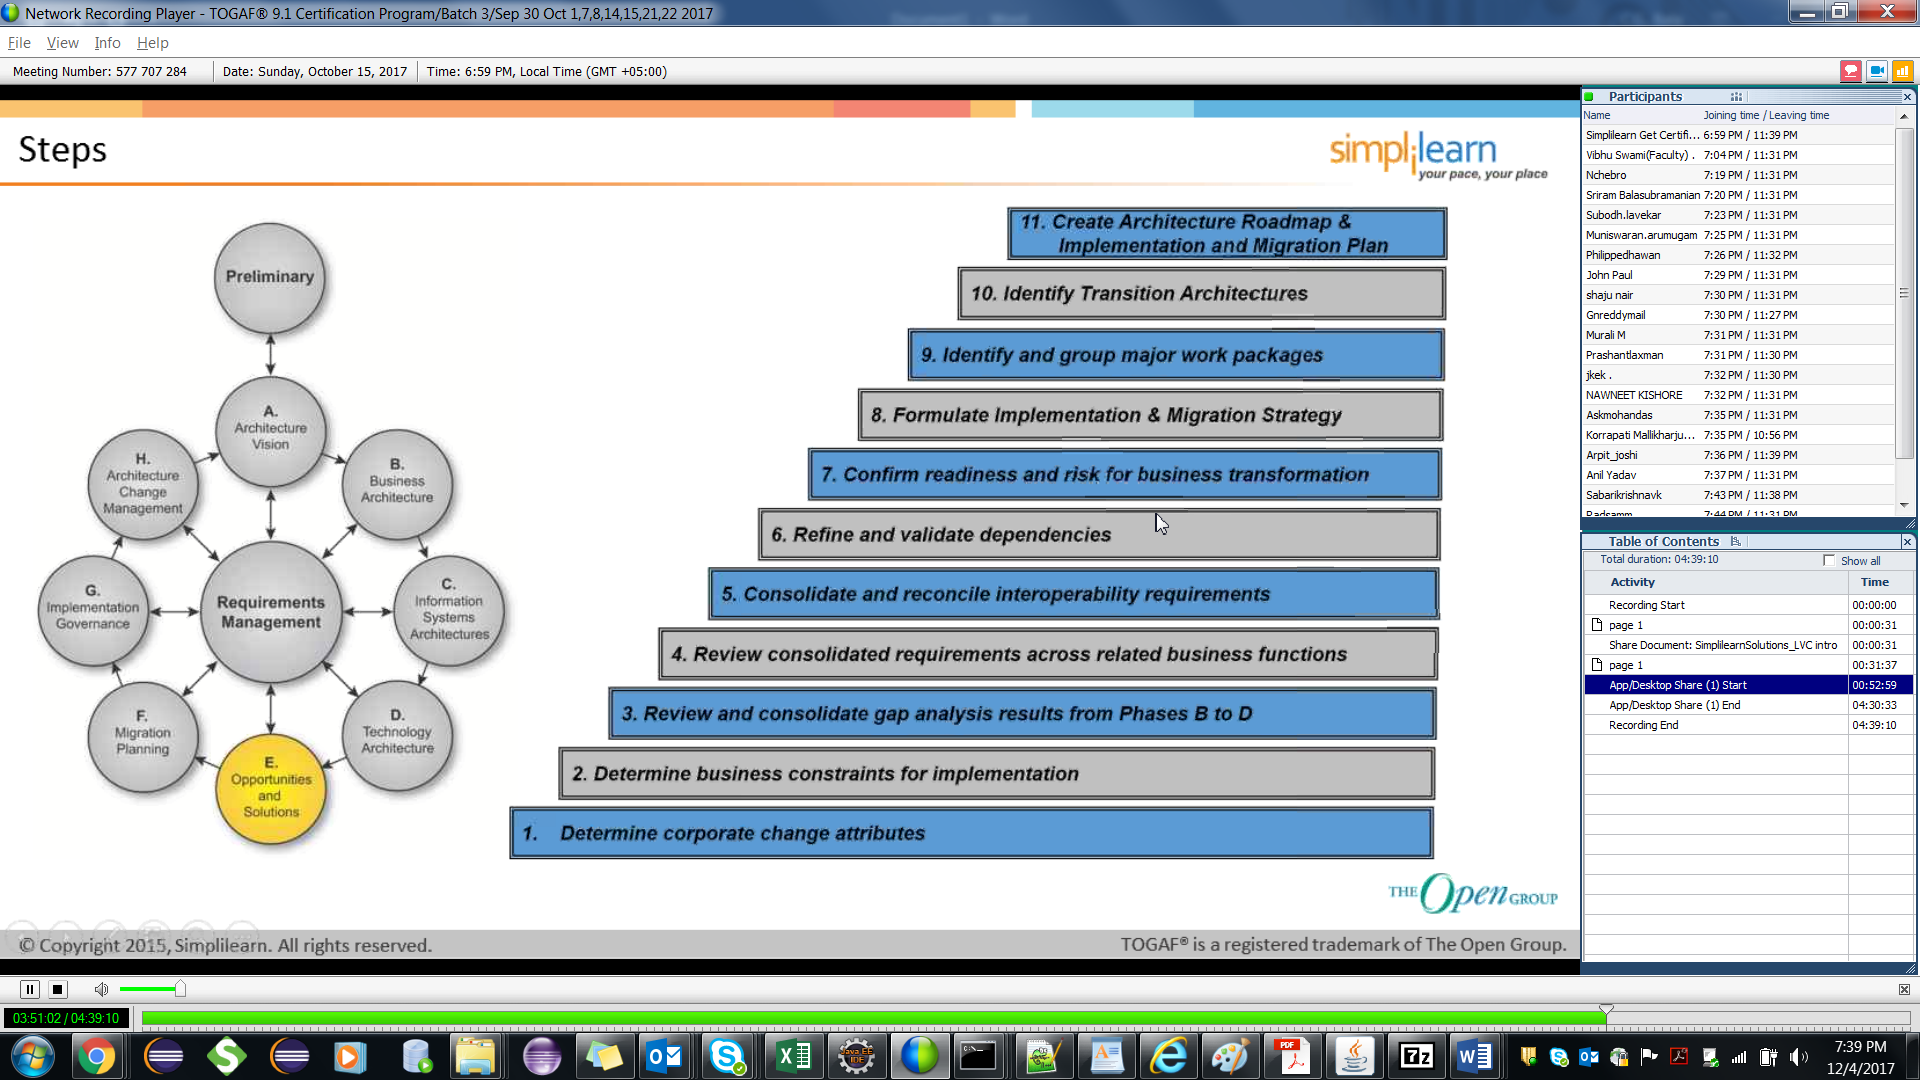 Network Recording Player - TOGAF® 9.1 Certification Program/Batch 3/Sep 30 Oct 1,7,8,14,15,21,22 2017
File View Info Help
Meeting Number: 577 707 284 Date: Sunday, October 15, 2017 Time: 6:59 PM, Local Time (GMT +05:00)
Steps
simplilearn
your pace, your place
Preliminary
A.
Architecture
Vision
B.
Business
Architecture
C.
Information
Systems
Architectures
D.
Technology
Architecture
E.
Opportunities
and
Solutions
F.
Migration
Planning
G.
Implementation
Governance
H.
Architecture
Change
Management
Requirements
Management
11. Create Architecture Roadmap &
Implementation and Migration Plan
10. Identify Transition Architectures
9. Identify and group major work packages
8. Formulate Implementation & Migration Strategy
7. Confirm readiness and risk for business transformation
6. Refine and validate dependencies
5. Consolidate and reconcile interoperability requirements
4. Review consolidated requirements across related business functions
3. Review and consolidate gap analysis results from Phases B to D
2. Determine business constraints for implementation
1. Determine corporate change attributes
THE Open GROUP
© Copyright 2015, Simplilearn. All rights reserved.
TOGAF® is a registered trademark of The Open Group.
Participants
Name Joining time / Leaving time
Simplilearn Get Certifi... 6:59 PM / 11:39 PM
Vibhu Swami(Faculty) . 7:04 PM / 11:31 PM
Nchebro 7:19 PM / 11:31 PM
Sriram Balasubramanian 7:20 PM / 11:31 PM
Subodh.lavekar 7:23 PM / 11:31 PM
Muniswaran.arumugam 7:25 PM / 11:31 PM
Philippedhawan 7:26 PM / 11:32 PM
John Paul 7:29 PM / 11:31 PM
shaju nair 7:30 PM / 11:31 PM
Gnreddymail 7:30 PM / 11:27 PM
Murali M 7:31 PM / 11:31 PM
Prashantlaxman 7:31 PM / 11:30 PM
jkek . 7:32 PM / 11:30 PM
NAWNEET KISHORE 7:32 PM / 11:31 PM
Askmohandas 7:35 PM / 11:31 PM
Korrapati Mallikharju... 7:35 PM / 10:56 PM
Arpit_joshi 7:36 PM / 11:39 PM
Anil Yadav 7:37 PM / 11:31 PM
Sabarikrishnavk 7:43 PM / 11:38 PM
Padsamm 7:44 PM / 11:31 PM
Table of Contents
Total duration: 04:39:10 Show all
Activity Time
Recording Start 00:00:00
page 1 00:00:31
Share Document: SimplilearnSolutions_LVC intro 00:00:31
page 1 00:31:37
App/Desktop Share (1) Start 00:52:59
App/Desktop Share (1) End 04:30:33
Recording End 04:39:10
03:51:02 / 04:39:10
7:39 PM
12/4/2017